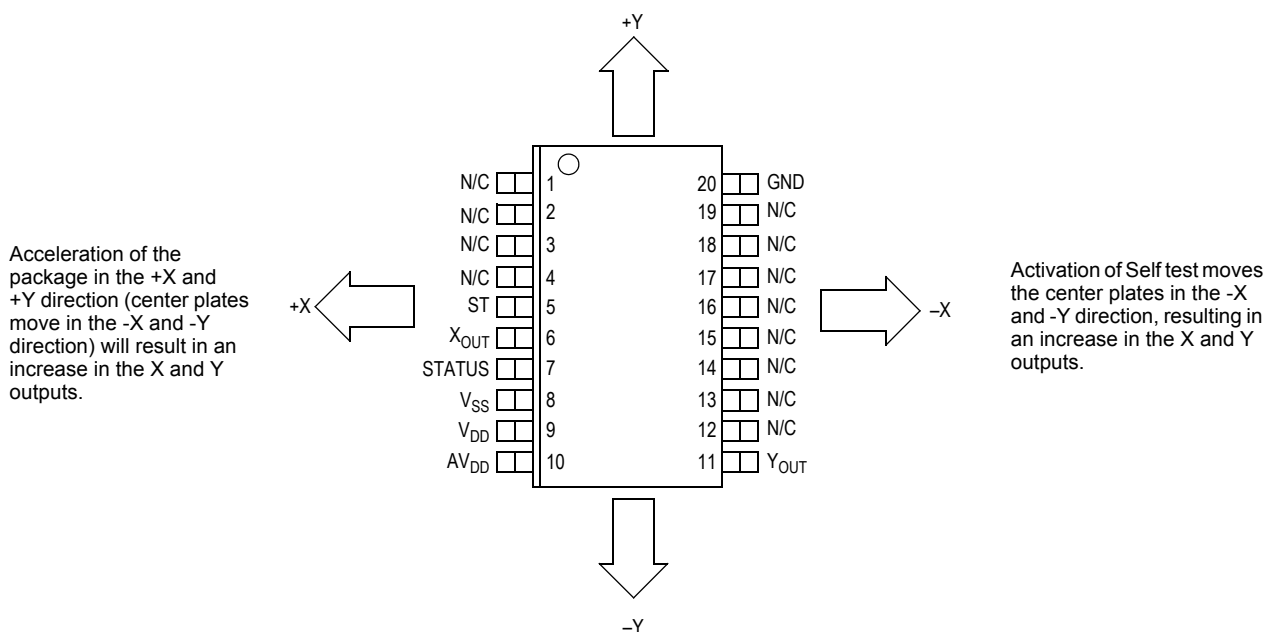 +Y
N/C 1
N/C 2
N/C 3
N/C 4
ST 5
XOUT 6
STATUS 7
VSS 8
VDD 9
AVDD 10
20 GND
19 N/C
18 N/C
17 N/C
16 N/C
15 N/C
14 N/C
13 N/C
12 N/C
11 YOUT
Acceleration of the
package in the +X and
+Y direction (center plates
move in the -X and -Y
direction) will result in an
increase in the X and Y
outputs.
+X
–X
Activation of Self test moves
the center plates in the -X
and -Y direction, resulting in
an increase in the X and Y
outputs.
–Y